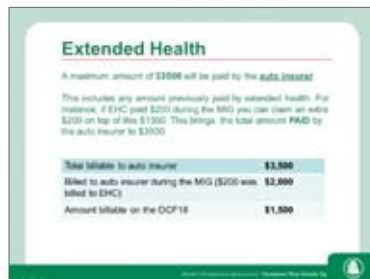 Extended Health
A maximum amount of $3500 will be paid by the auto insurer
This includes any amount previously paid by extended health. For
instance, if EHC paid $200 during the MIG you can claim an extra
$200 on top of this $1300. This brings the total amount PAID by
the auto insurer to $3500.
Total billable to auto insurer $3,500
Billed to auto insurer during the MIG ($200 was $2,000
billed to EHC)
Amount billable on the OCF18 $1,500